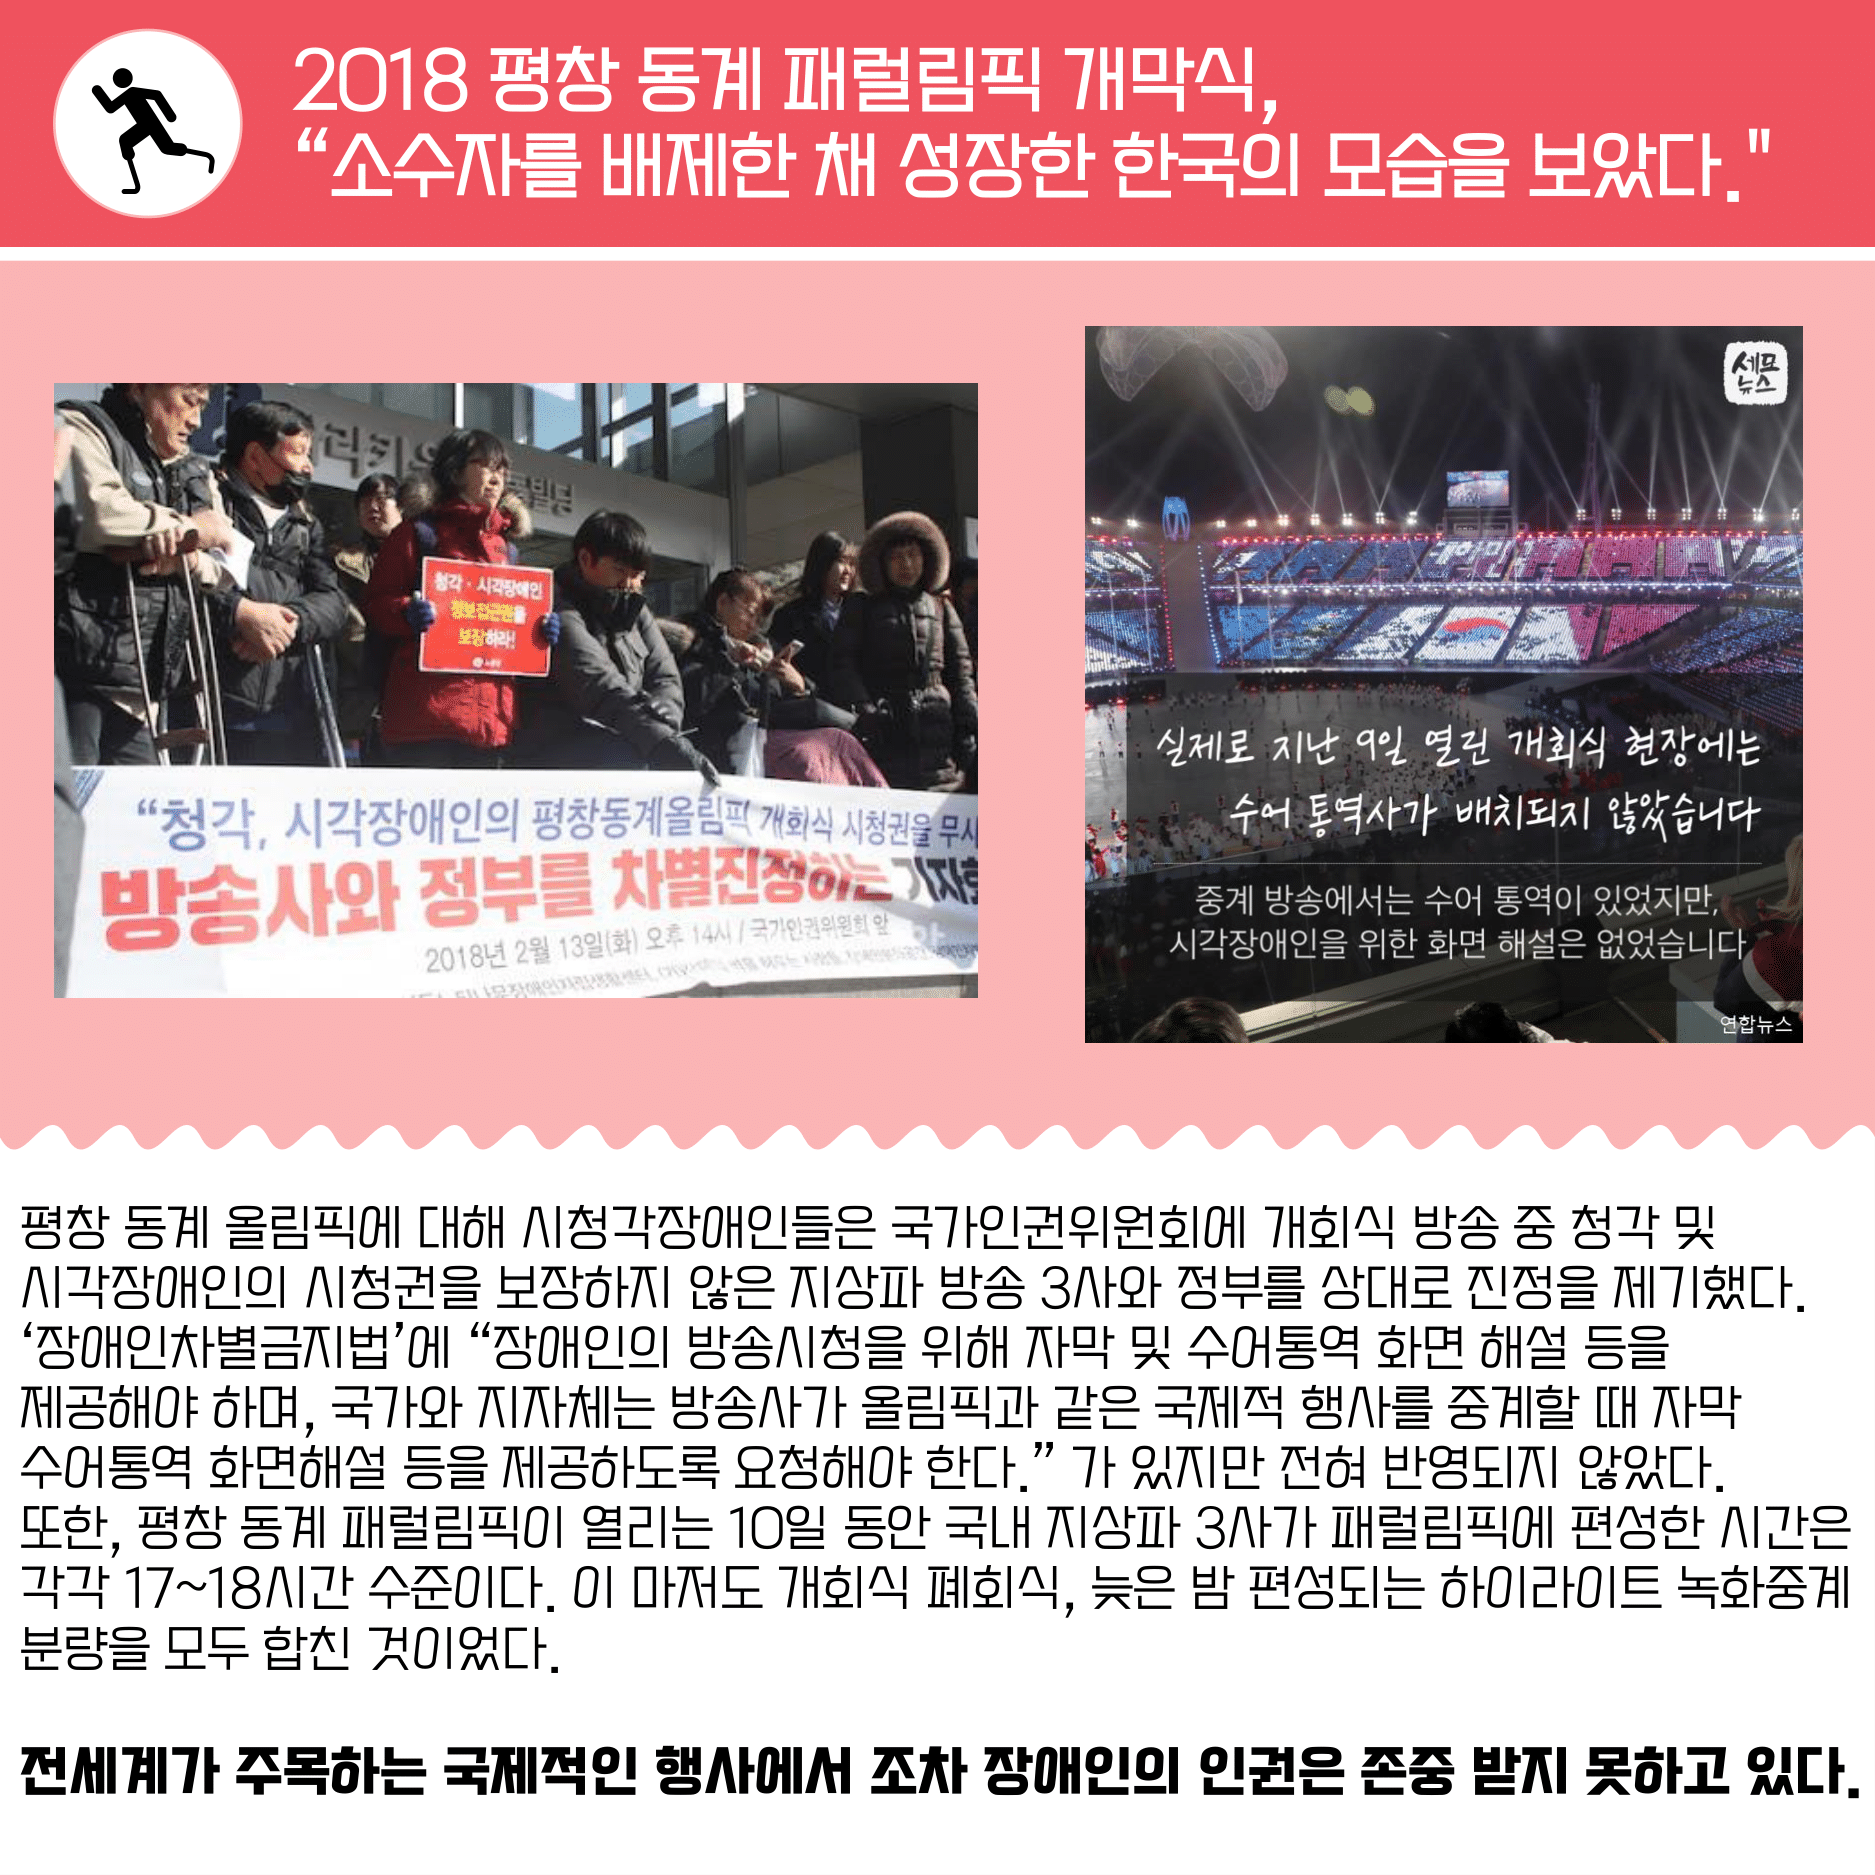 2018 평창 동계 패럴림픽 개막식,
“소수자를 배제한 채 성장한 한국의 모습을 보았다."
리키
빌딩
청각 · 시각장애인
정보접근권을
보장하라!
“청각, 시각장애인의 평창동계올림픽 개회식 시청권을 무시
방송사와 정부를 차별진정하는 기자회
2018년 2월 13일(화) 오후 14시 / 국가인권위원회 앞
세모
뉴스
실제로 지난 9일 열린 개회식 현장에는
수어 통역사가 배치되지 않았습니다
중계 방송에서는 수어 통역이 있었지만,
시각장애인을 위한 화면 해설은 없었습니다
연합뉴스
평창 동계 올림픽에 대해 시청각장애인들은 국가인권위원회에 개회식 방송 중 청각 및
시각장애인의 시청권을 보장하지 않은 지상파 방송 3사와 정부를 상대로 진정을 제기했다.
‘장애인차별금지법’에 “장애인의 방송시청을 위해 자막 및 수어통역 화면 해설 등을
제공해야 하며, 국가와 지자체는 방송사가 올림픽과 같은 국제적 행사를 중계할 때 자막
수어통역 화면해설 등을 제공하도록 요청해야 한다.” 가 있지만 전혀 반영되지 않았다.
또한, 평창 동계 패럴림픽이 열리는 10일 동안 국내 지상파 3사가 패럴림픽에 편성한 시간은
각각 17~18시간 수준이다. 이 마저도 개회식 폐회식, 늦은 밤 편성되는 하이라이트 녹화중계
분량을 모두 합친 것이었다.
전세계가 주목하는 국제적인 행사에서 조차 장애인의 인권은 존중 받지 못하고 있다.